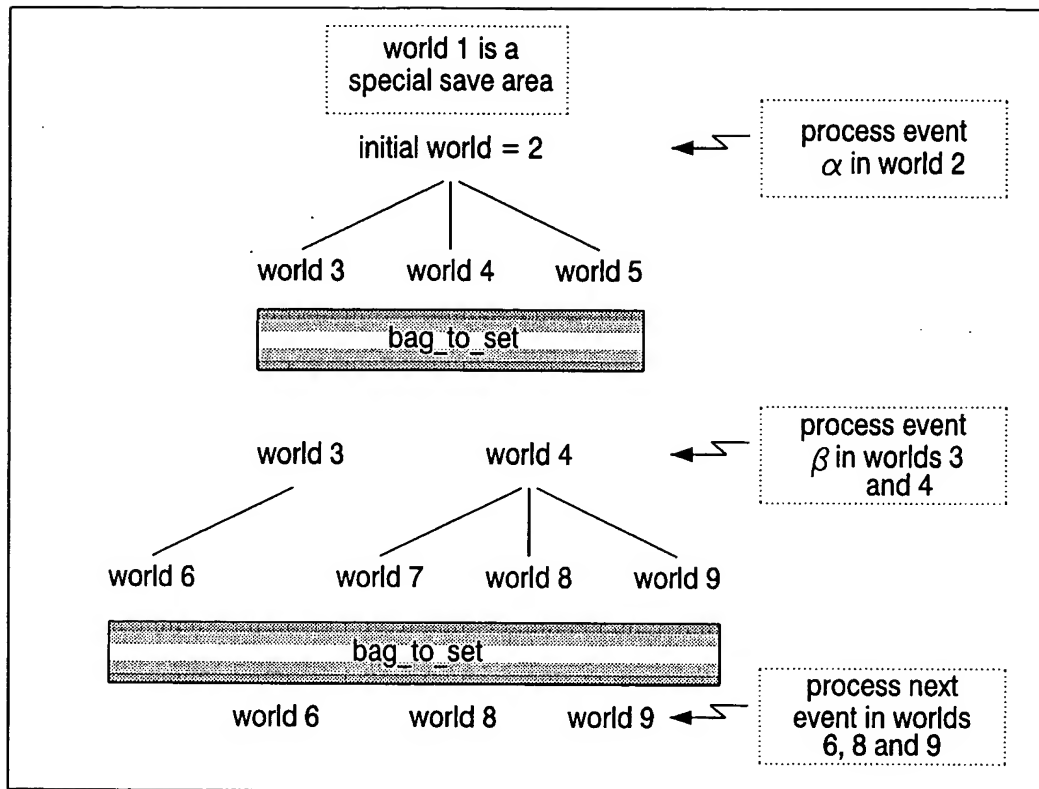 world 1 is a
special save area
initial world = 2
process event
α in world 2
world 3 world 4 world 5
bag_to_set
world 3 world 4
process event
β in worlds 3
and 4
world 6 world 7 world 8 world 9
bag_to_set
world 6 world 8 world 9
process next
event in worlds
6, 8 and 9